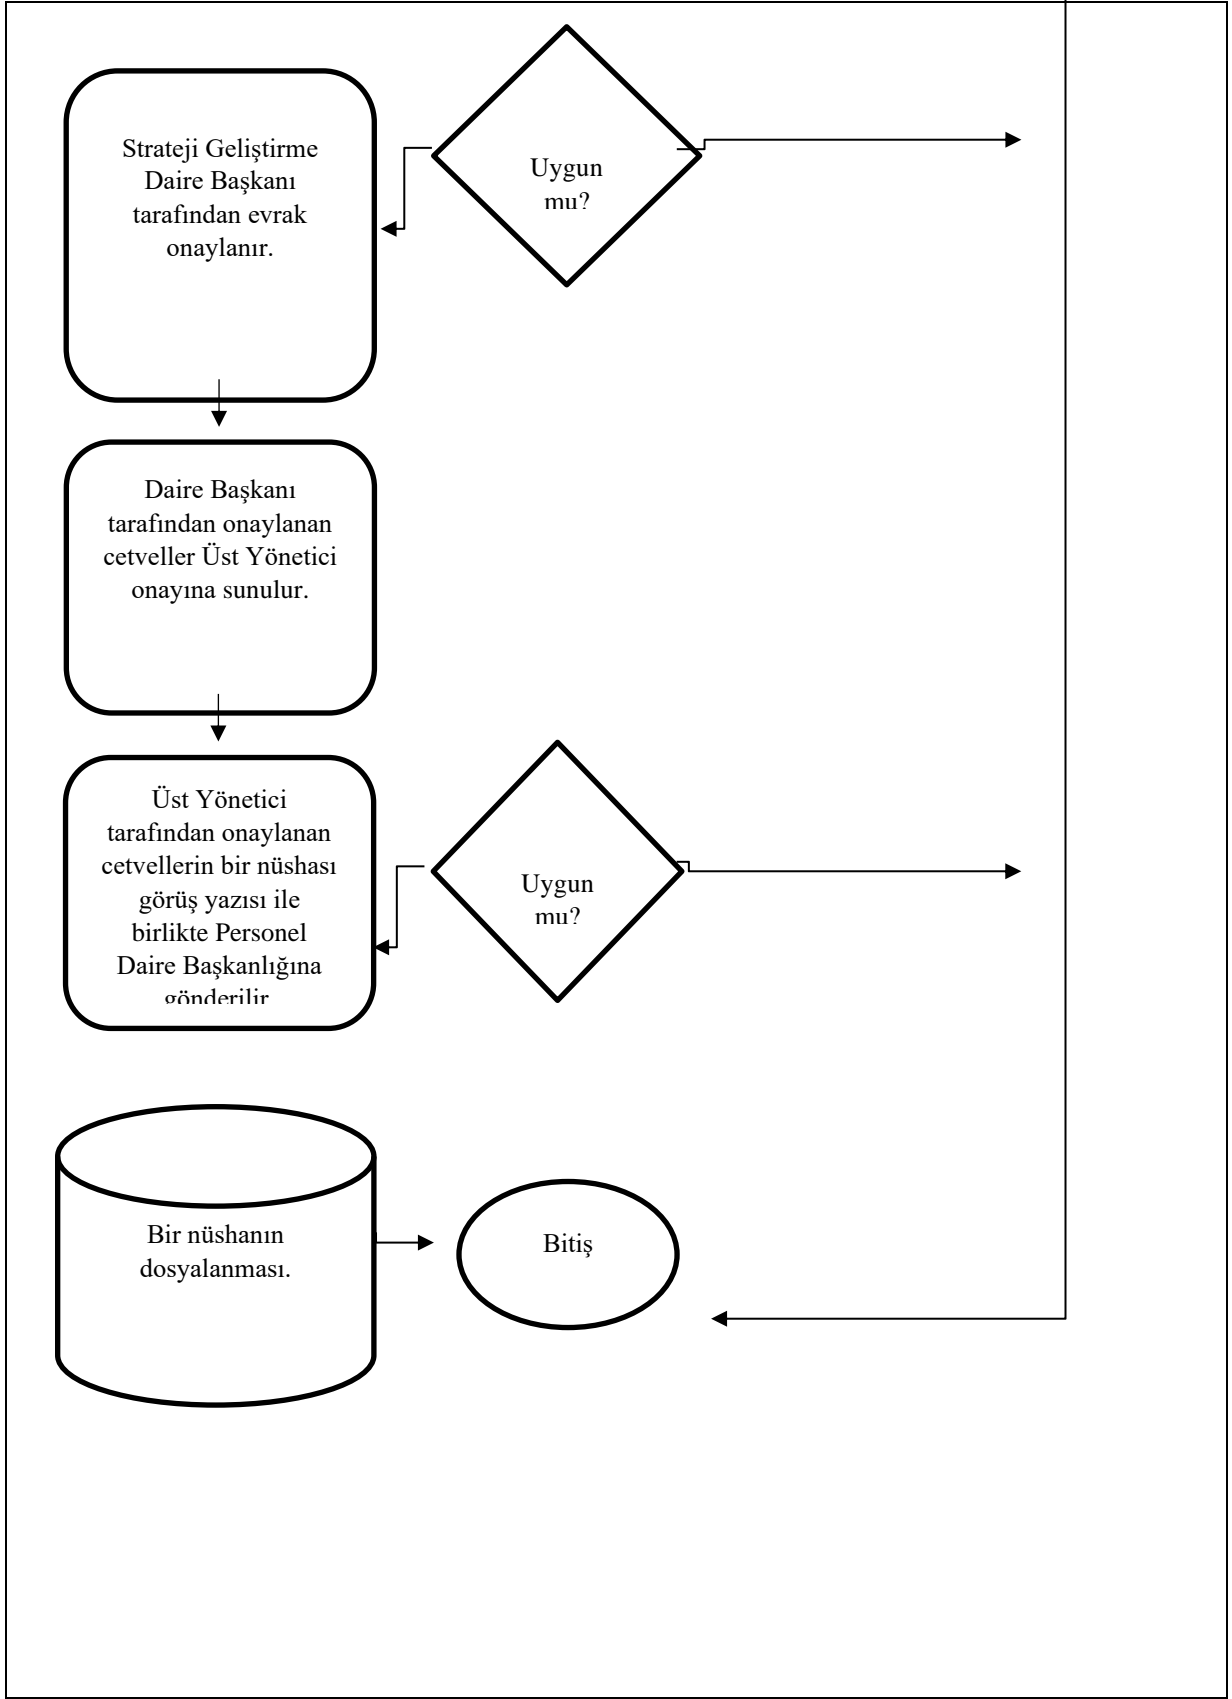 Strateji Geliştirme
Daire Başkanı
tarafından evrak
onaylanır.
Uygun
mu?
Daire Başkanı
tarafından onaylanan
cetveller Üst Yönetici
onayına sunulur.
Üst Yönetici
tarafından onaylanan
cetvellerin bir nüshası
görüş yazısı ile
birlikte Personel
Daire Başkanlığına
gönderilir
Uygun
mu?
Bir nüshanın
dosyalanması.
Bitiş